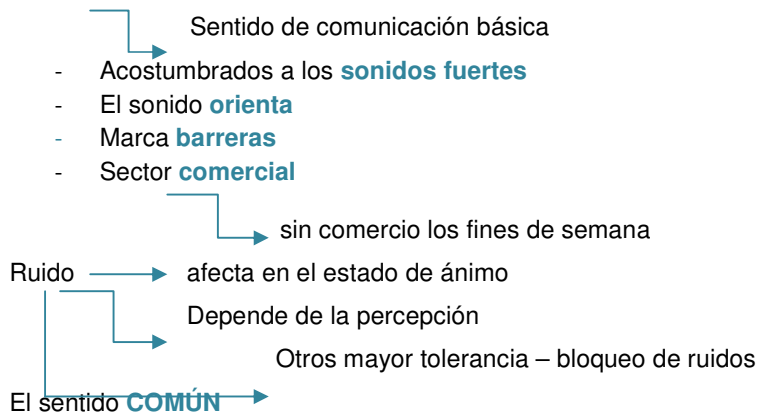 Sentido de comunicación básica
- Acostumbrados a los sonidos fuertes
- El sonido orienta
- Marca barreras
- Sector comercial
sin comercio los fines de semana
Ruido afecta en el estado de ánimo
Depende de la percepción
Otros mayor tolerancia – bloqueo de ruidos
El sentido COMÚN